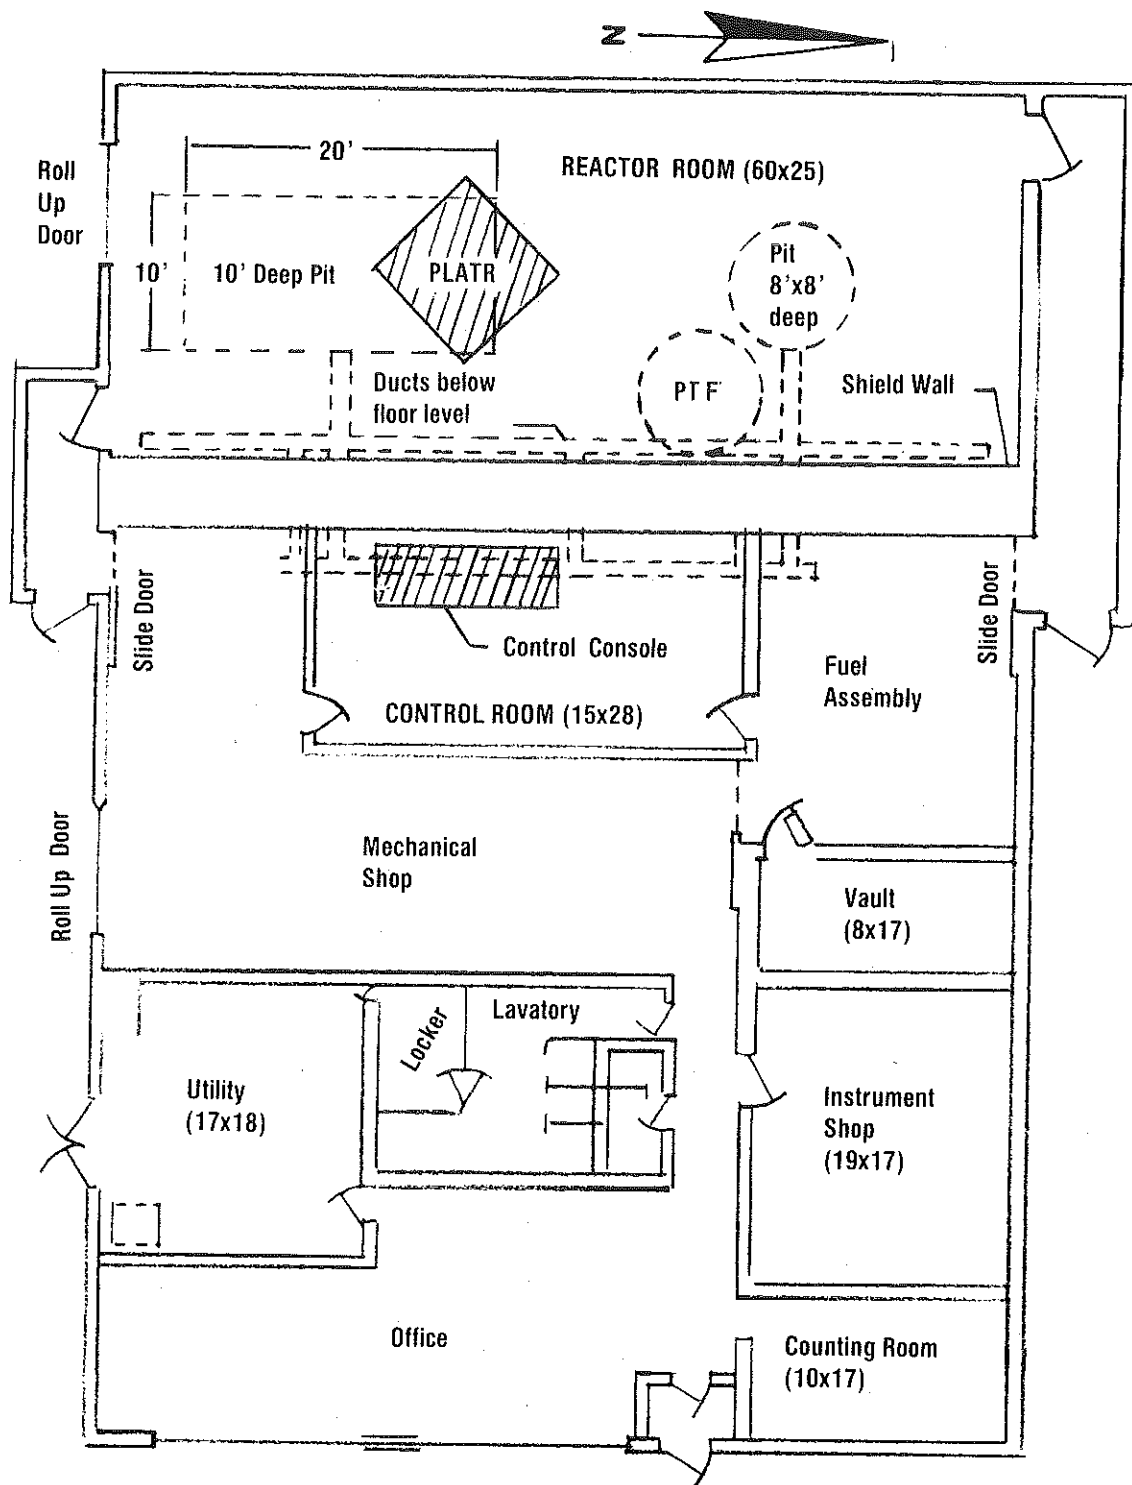 N
Roll
Up
Door
20'
REACTOR ROOM (60x25)
10'
10' Deep Pit
PLATR
Pit
8'x8'
deep
Ducts below
floor level
PT F
Shield Wall
Slide Door
Control Console
Slide Door
Fuel
Assembly
CONTROL ROOM (15x28)
Roll Up Door
Mechanical
Shop
Vault
(8x17)
Locker
Lavatory
Utility
(17x18)
Instrument
Shop
(19x17)
Office
Counting Room
(10x17)